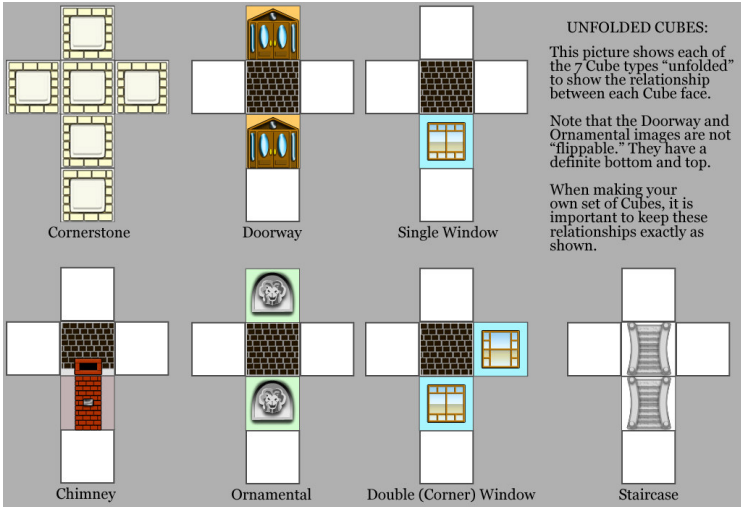 UNFOLDED CUBES:
This picture shows each of
the 7 Cube types “unfolded”
to show the relationship
between each Cube face.
Note that the Doorway and
Ornamental images are not
“flippable.” They have a
definite bottom and top.
When making your
own set of Cubes, it is
important to keep these
relationships exactly as
shown.
Cornerstone
Doorway
Single Window
Chimney
Ornamental
Double (Corner) Window
Staircase